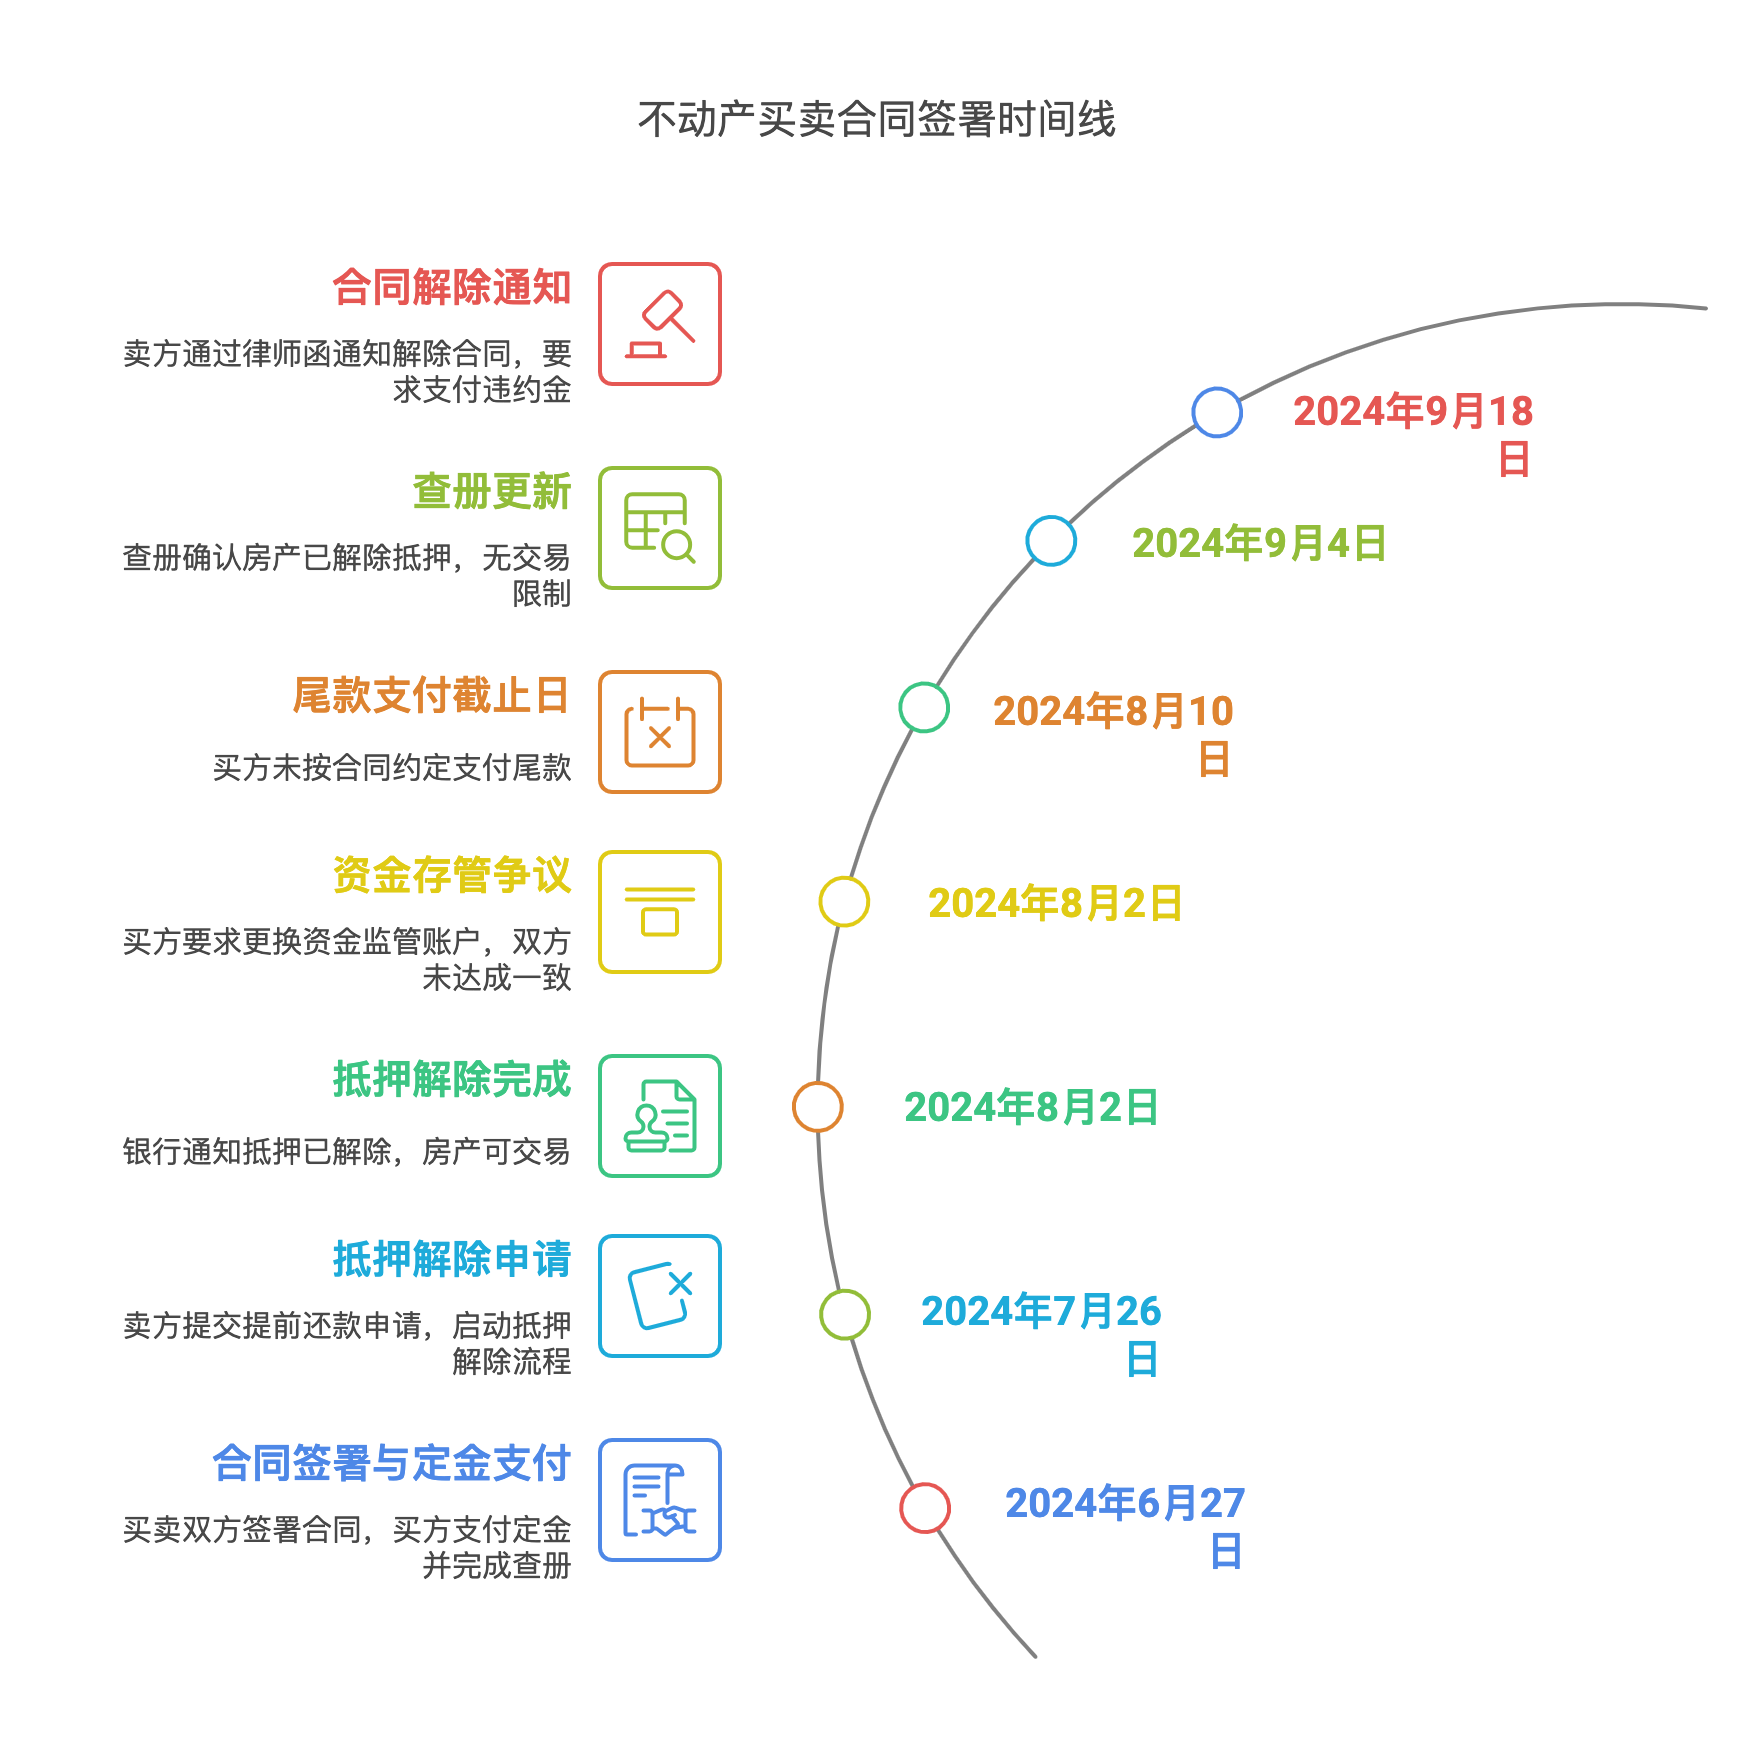 不动产买卖合同签署时间线
合同解除通知
卖方通过律师函通知解除合同，要
求支付违约金
2024年9月18
日
查册更新
查册确认房产已解除抵押，无交易
限制
2024年9月4日
尾款支付截止日
买方未按合同约定支付尾款
2024年8月10
日
资金存管争议
买方要求更换资金监管账户，双方
未达成一致
2024年8月2日
抵押解除完成
银行通知抵押已解除，房产可交易
2024年8月2日
抵押解除申请
卖方提交提前还款申请，启动抵押
解除流程
2024年7月26
日
合同签署与定金支付
买卖双方签署合同，买方支付定金
并完成查册
2024年6月27
日